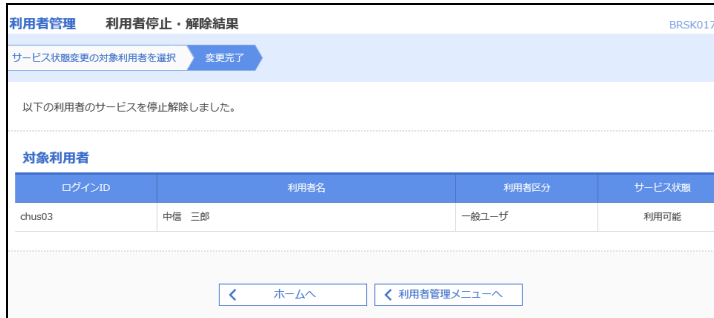 利用者管理 利用者停止・解除結果 BRSK017
サービス状態変更の対象利用者を選択 変更完了
以下の利用者のサービスを停止解除しました。
対象利用者
ログインID 利用者名 利用者区分 サービス状態
chus03 中信 三郎 一般ユーザ 利用可能
ホームへ 利用者管理メニューへ